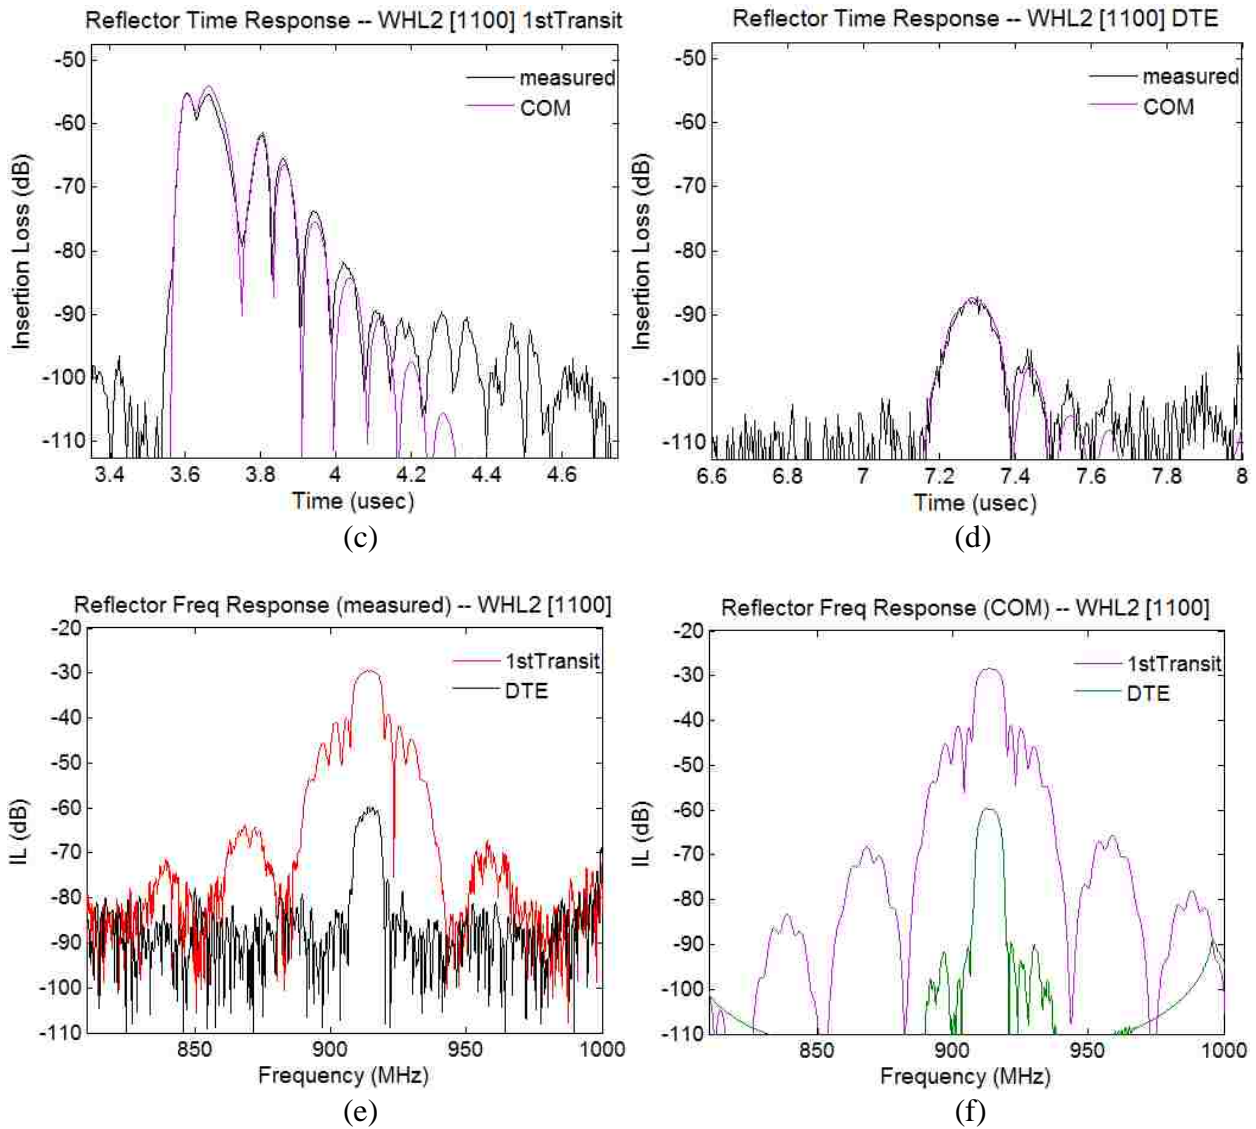 Reflector Time Response -- WHL2 [1100] 1stTransit
-50
-60
-70
-80
-90
-100
-110
Insertion Loss (dB)
measured
COM
3.4 3.6 3.8 4 4.2 4.4 4.6
Time (usec)
(c)
Reflector Time Response -- WHL2 [1100] DTE
-50
-60
-70
-80
-90
-100
-110
Insertion Loss (dB)
measured
COM
6.6 6.8 7 7.2 7.4 7.6 7.8 8
Time (usec)
(d)
Reflector Freq Response (measured) -- WHL2 [1100]
-20
-30
-40
-50
-60
-70
-80
-90
-100
-110
IL (dB)
1stTransit
DTE
850 900 950 1000
Frequency (MHz)
(e)
Reflector Freq Response (COM) -- WHL2 [1100]
-20
-30
-40
-50
-60
-70
-80
-90
-100
-110
IL (dB)
1stTransit
DTE
850 900 950 1000
Frequency (MHz)
(f)